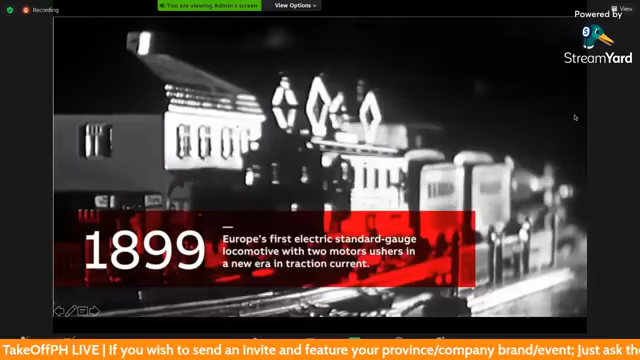 Recording
You are viewing Admin's screen
View Options
View
Powered by
StreamYard
1899
Europe's first electric standard-gauge
locomotive with two motors ushers in
a new era in traction current.
TakeOffPH LIVE | If you wish to send an invite and feature your province/company brand/event; Just ask the